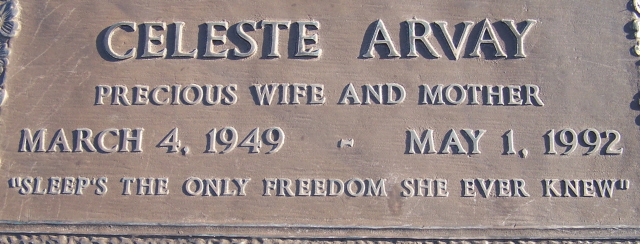 CELESTE ARVAY
PRECIOUS WIFE AND MOTHER
MARCH 4, 1949 - MAY 1, 1992
"SLEEP'S THE ONLY FREEDOM SHE EVER KNEW"